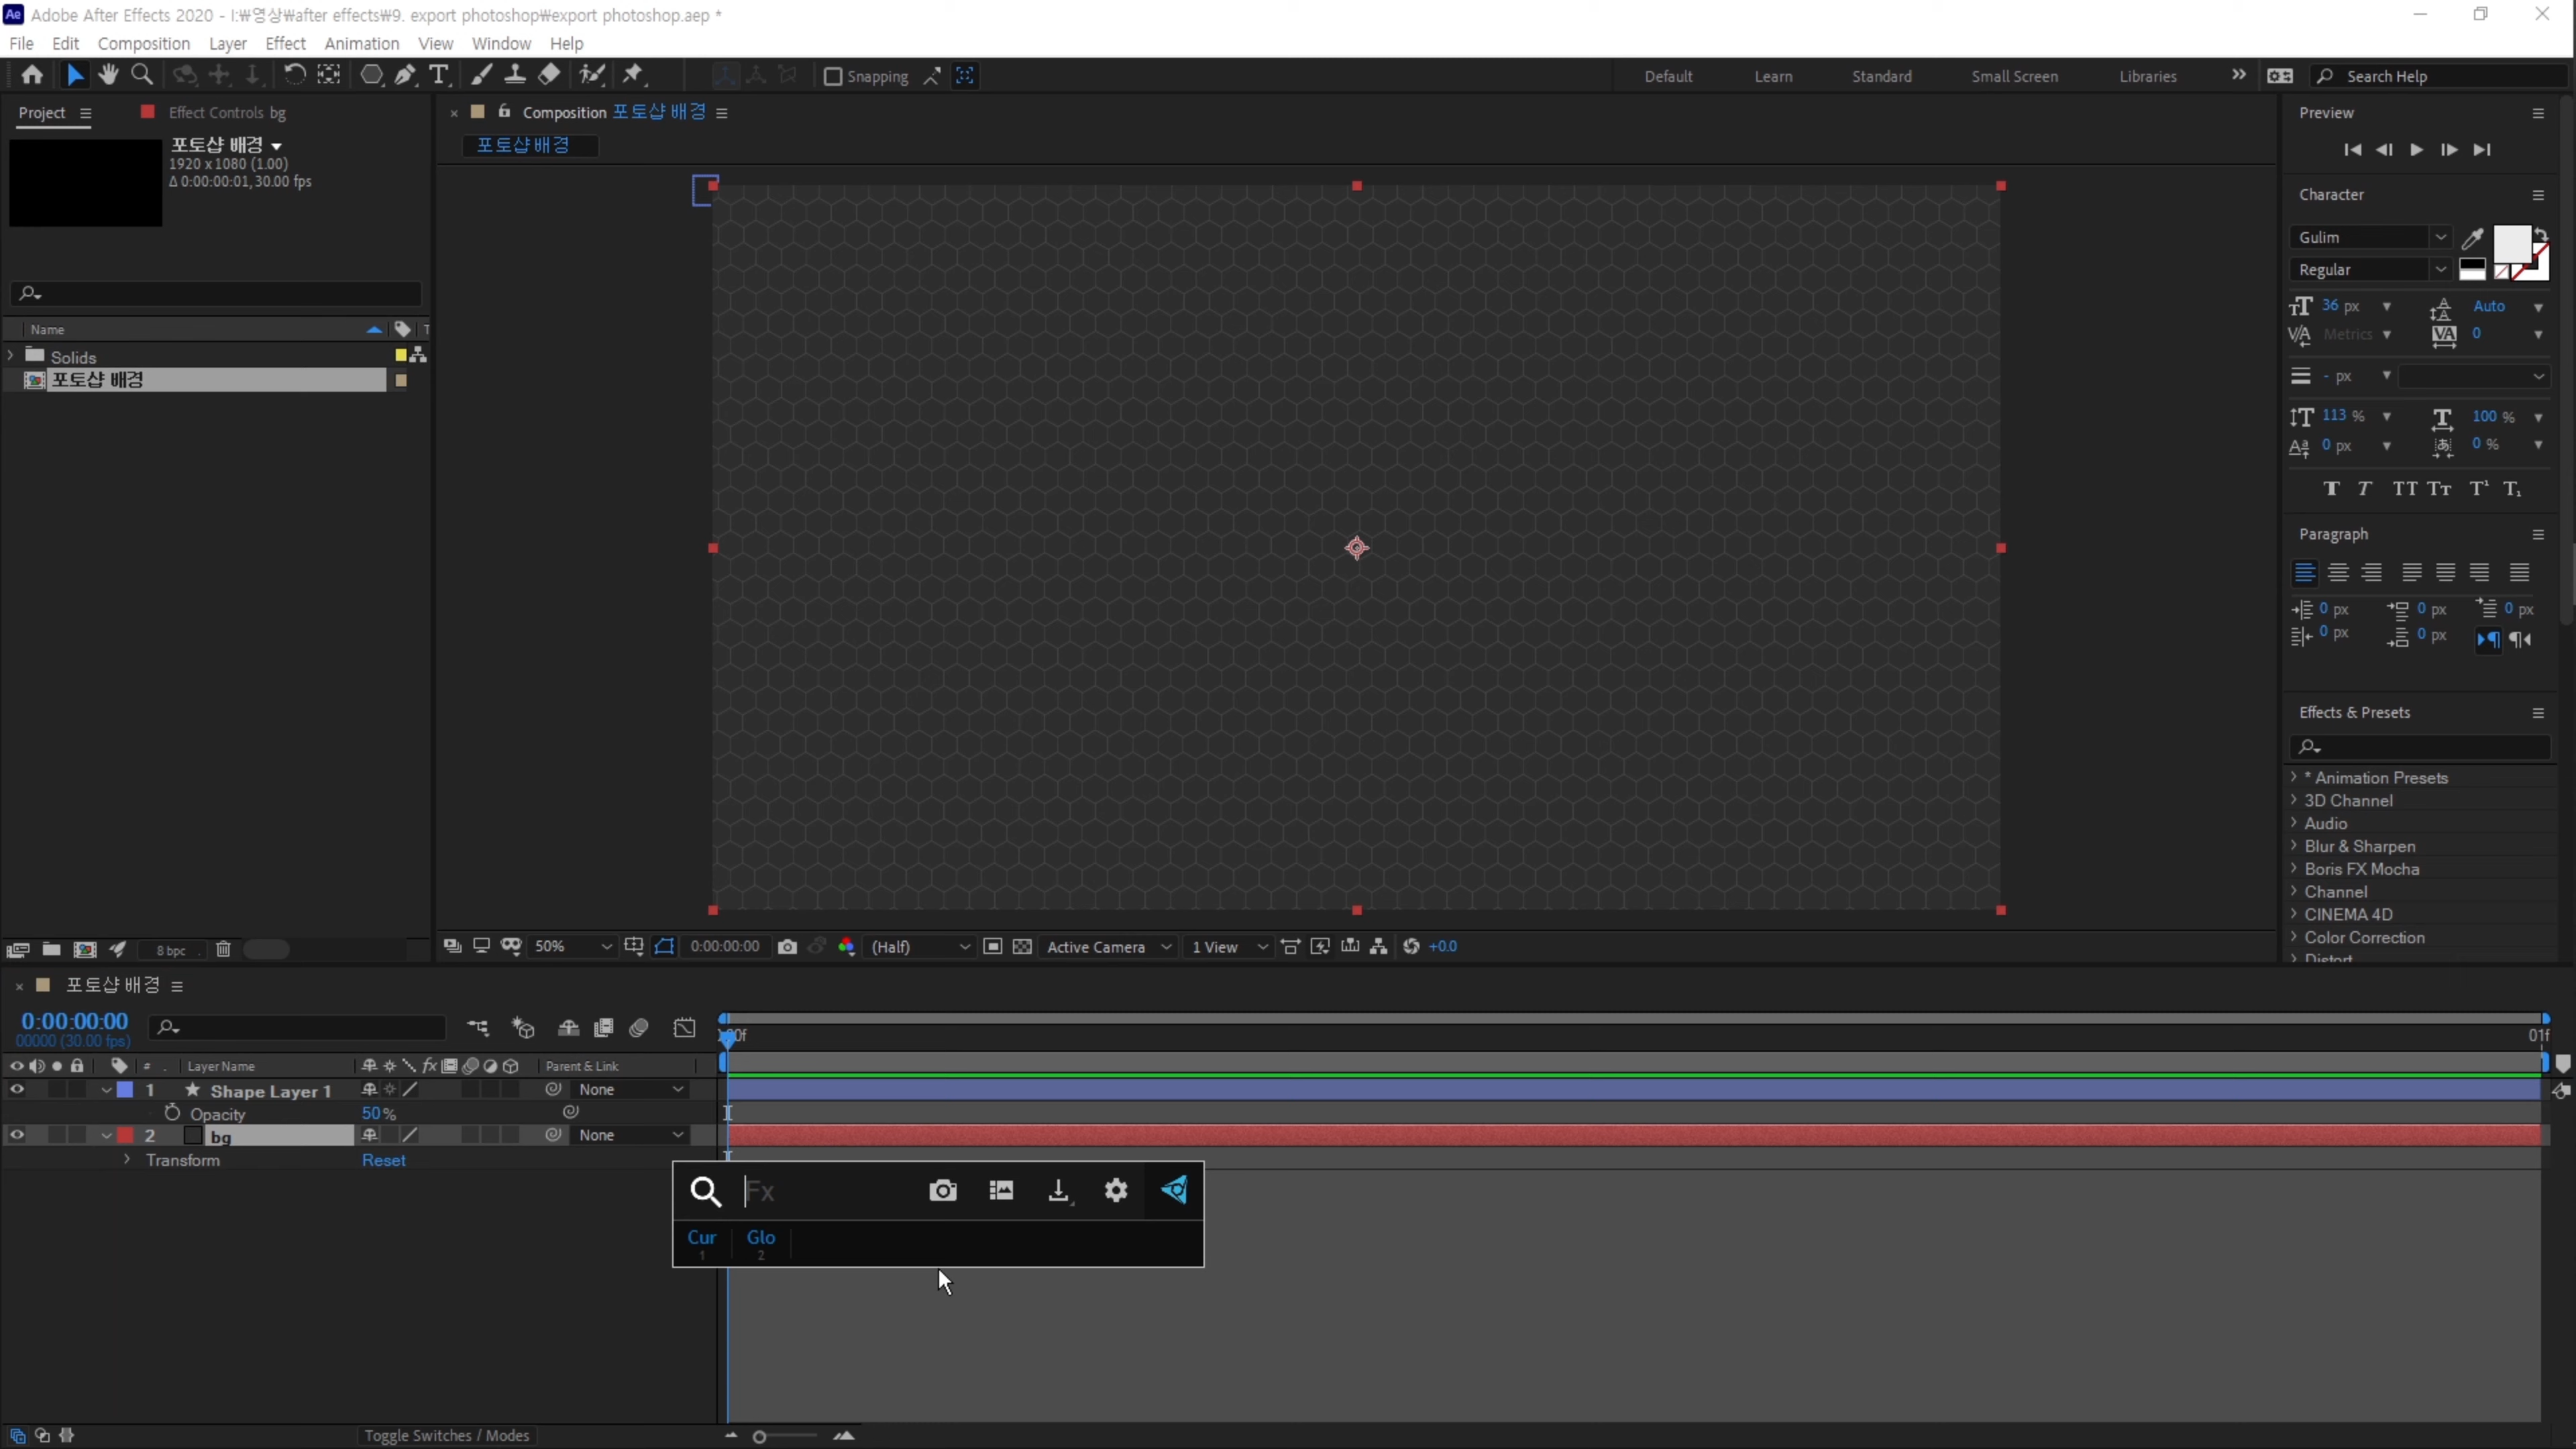 Adobe After Effects 2020 - I:₩영상₩after effects₩9. export photoshop₩export photoshop.aep *
File Edit Composition Layer Effect Animation View Window Help
Snapping Default Learn Standard Small Screen Libraries Search Help
Project Effect Controls bg
포토샵 배경
1920 x 1080 (1.00)
Δ 0:00:00:01, 30.00 fps
Name
Solids
포토샵 배경
8 bpc
Composition 포토샵 배경
포토샵 배경
50% 0:00:00:00 (Half) Active Camera 1 View +0.0
Preview
Character
Gulim
Regular
36 px Auto
Metrics 0
- px
113 % 100 %
0 px 0 %
Paragraph
0 px 0 px 0 px
0 px 0 px
Effects & Presets
* Animation Presets
3D Channel
Audio
Blur & Sharpen
Boris FX Mocha
Channel
CINEMA 4D
Color Correction
Distort
포토샵 배경
0:00:00:00
00000 (30.00 fps)
01f
# Layer Name Parent & Link
1 Shape Layer 1 None
Opacity 50%
2 bg None
Transform Reset
Fx
Cur Glo
1 2
Toggle Switches / Modes